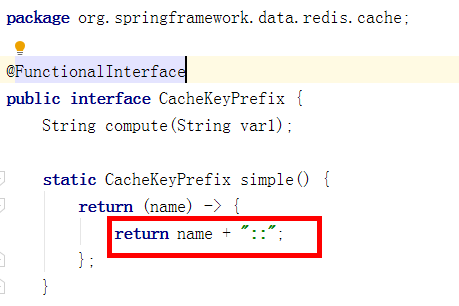 package org.springframework.data.redis.cache;
@FunctionalInterface
public interface CacheKeyPrefix {
String compute(String var1);
static CacheKeyPrefix simple() {
return (name) -> {
return name + "::";
};
}